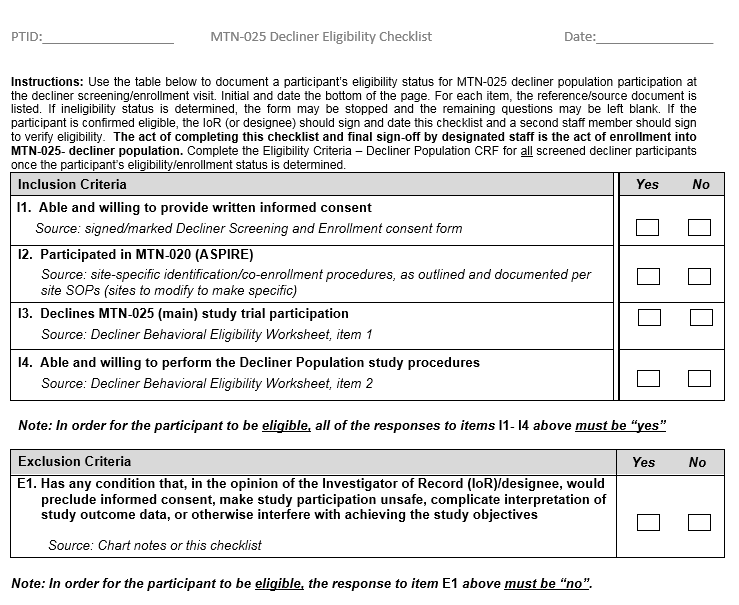 PTID:___________________ MTN-025 Decliner Eligibility Checklist Date:_________________
Instructions: Use the table below to document a participant's eligibility status for MTN-025 decliner population participation at
the decliner screening/enrollment visit. Initial and date the bottom of the page. For each item, the reference/source document is
listed. If ineligibility status is determined, the form may be stopped and the remaining questions may be left blank. If the
participant is confirmed eligible, the IoR (or designee) should sign and date this checklist and a second staff member should sign
to verify eligibility. The act of completing this checklist and final sign-off by designated staff is the act of enrollment into
MTN-025- decliner population. Complete the Eligibility Criteria – Decliner Population CRF for all screened decliner participants
once the participant's eligibility/enrollment status is determined.
Inclusion Criteria Yes No
I1. Able and willing to provide written informed consent
Source: signed/marked Decliner Screening and Enrollment consent form
I2. Participated in MTN-020 (ASPIRE)
Source: site-specific identification/co-enrollment procedures, as outlined and documented per
site SOPs (sites to modify to make specific)
I3. Declines MTN-025 (main) study trial participation
Source: Decliner Behavioral Eligibility Worksheet, item 1
I4. Able and willing to perform the Decliner Population study procedures
Source: Decliner Behavioral Eligibility Worksheet, item 2
Note: In order for the participant to be eligible, all of the responses to items I1- I4 above must be "yes"
Exclusion Criteria Yes No
E1. Has any condition that, in the opinion of the Investigator of Record (IoR)/designee, would
preclude informed consent, make study participation unsafe, complicate interpretation of
study outcome data, or otherwise interfere with achieving the study objectives
Source: Chart notes or this checklist
Note: In order for the participant to be eligible, the response to item E1 above must be "no".